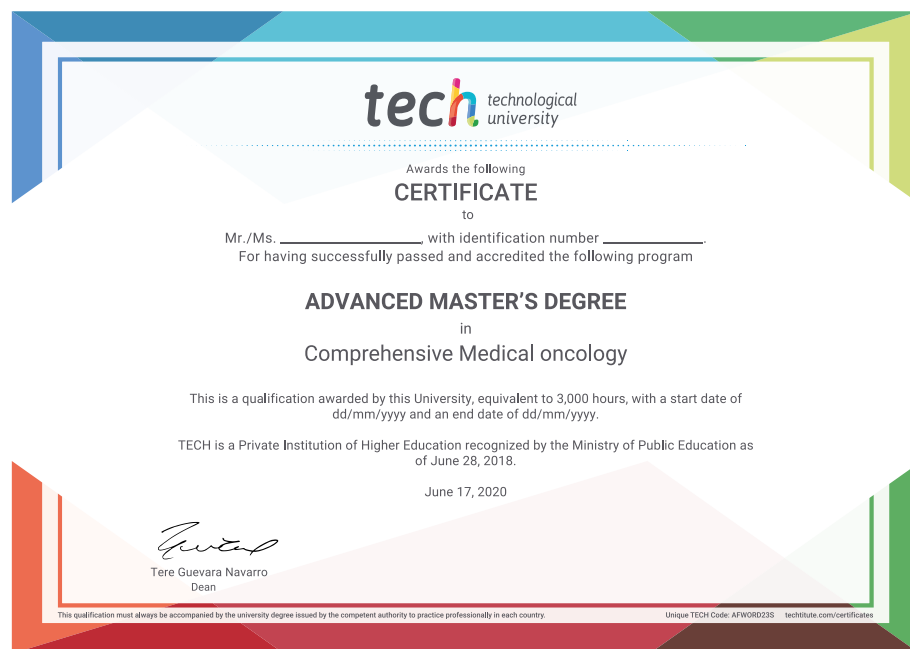 tech technological
university
Awards the following
CERTIFICATE
to
Mr./Ms. ____________________, with identification number ______________.
For having successfully passed and accredited the following program
ADVANCED MASTER’S DEGREE
in
Comprehensive Medical oncology
This is a qualification awarded by this University, equivalent to 3,000 hours, with a start date of
dd/mm/yyyy and an end date of dd/mm/yyyy.
TECH is a Private Institution of Higher Education recognized by the Ministry of Public Education as
of June 28, 2018.
June 17, 2020
Tere Guevara Navarro
Dean
This qualification must always be accompanied by the university degree issued by the competent authority to practice professionally in each country.
Unique TECH Code: AFWORD23S techtitute.com/certificates